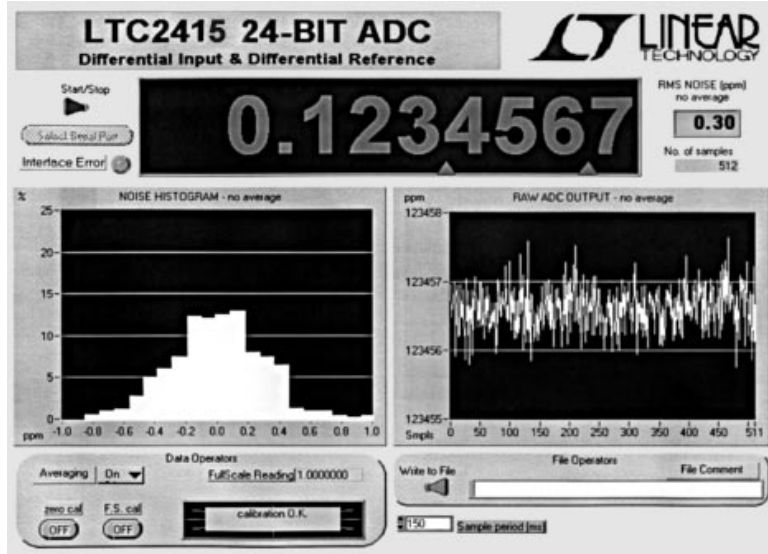 LTC2415 24-BIT ADC
Differential Input & Differential Reference
LINEAR
TECHNOLOGY
Start/Stop
Select Serial Port
Interface Error
0.1234567
RMS NOISE (ppm)
no average
0.30
No. of samples
512
% NOISE HISTOGRAM - no average
25
20
15
10
5
0
ppm -1.0 -0.8 -0.6 -0.4 -0.2 0.0 0.2 0.4 0.6 0.8 1.0
ppm RAW ADC OUTPUT - no average
123458
123457
123456
123455
Smpls 0 50 100 150 200 250 300 350 400 450 511
Data Operators
Averaging On
FullScale Reading 1.0000000
zero cal F.S. cal
OFF OFF
calibration O.K.
File Operators
Write to File
File Comment
150 Sample period [ms]